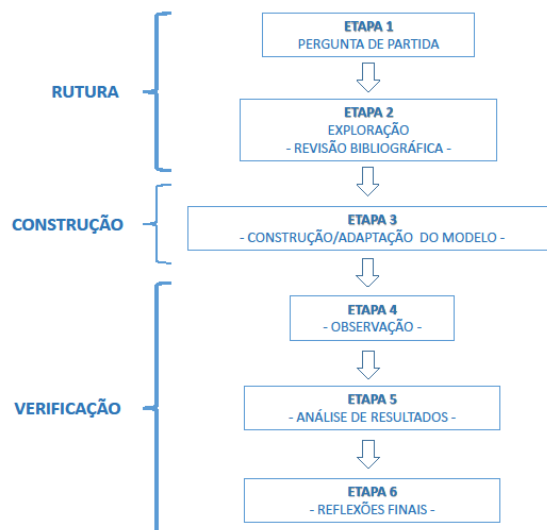 RUTURA
ETAPA 1
PERGUNTA DE PARTIDA
ETAPA 2
EXPLORAÇÃO
- REVISÃO BIBLIOGRÁFICA -
CONSTRUÇÃO
ETAPA 3
- CONSTRUÇÃO/ADAPTAÇÃO DO MODELO -
VERIFICAÇÃO
ETAPA 4
- OBSERVAÇÃO -
ETAPA 5
- ANÁLISE DE RESULTADOS -
ETAPA 6
- REFLEXÕES FINAIS -